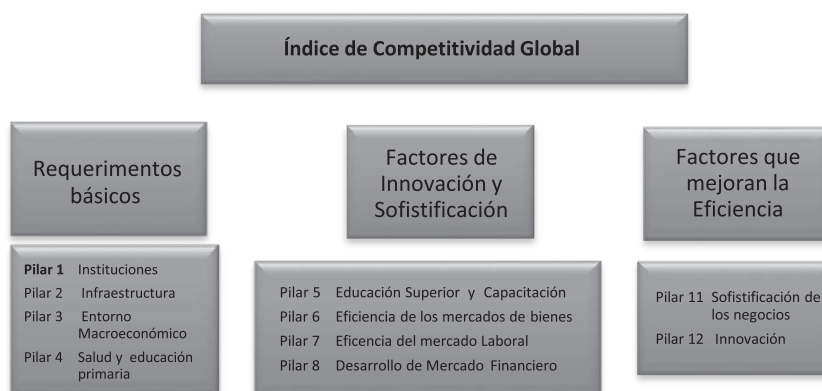 Índice de Competitividad Global
Requerimentos
básicos
Factores de
Innovación y
Sofistificación
Factores que
mejoran la
Eficiencia
Pilar 1 Instituciones
Pilar 2 Infraestructura
Pilar 3 Entorno
Macroeconómico
Pilar 4 Salud y educación
primaria
Pilar 5 Educación Superior y Capacitación
Pilar 6 Eficiencia de los mercados de bienes
Pilar 7 Eficencia del mercado Laboral
Pilar 8 Desarrollo de Mercado Financiero
Pilar 11 Sofistificación de
los negocios
Pilar 12 Innovación